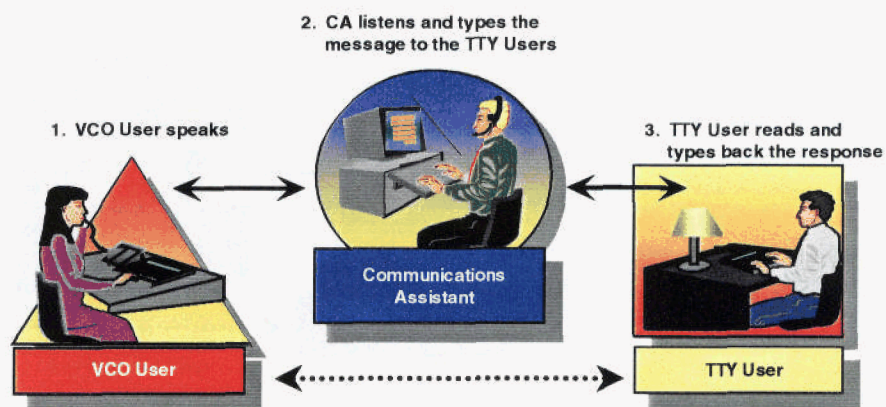 2. CA listens and types the
message to the TTY Users
1. VCO User speaks
3. TTY User reads and
types back the response
Communications
Assistant
VCO User
TTY User